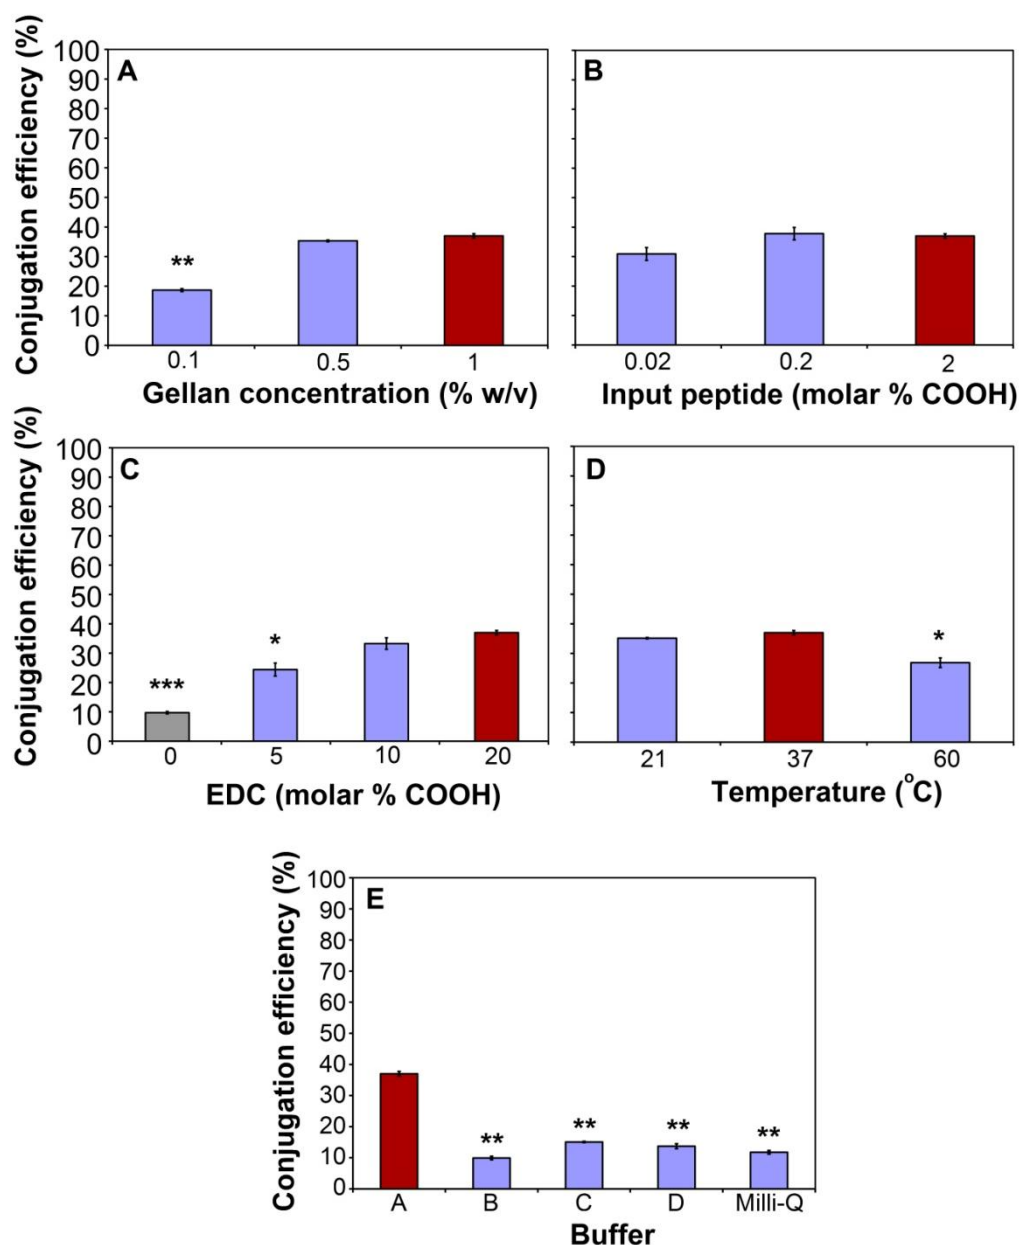 Conjugation efficiency (%)
A
100
90
80
70
60
50
40
30
20
10
0
**
0.1 0.5 1
Gellan concentration (% w/v)
B
0.02 0.2 2
Input peptide (molar % COOH)
Conjugation efficiency (%)
C
100
90
80
70
60
50
40
30
20
10
0
***
*
0 5 10 20
EDC (molar % COOH)
D
*
21 37 60
Temperature (°C)
Conjugation efficiency (%)
E
100
90
80
70
60
50
40
30
20
10
0
** ** ** **
A B C D Milli-Q
Buffer